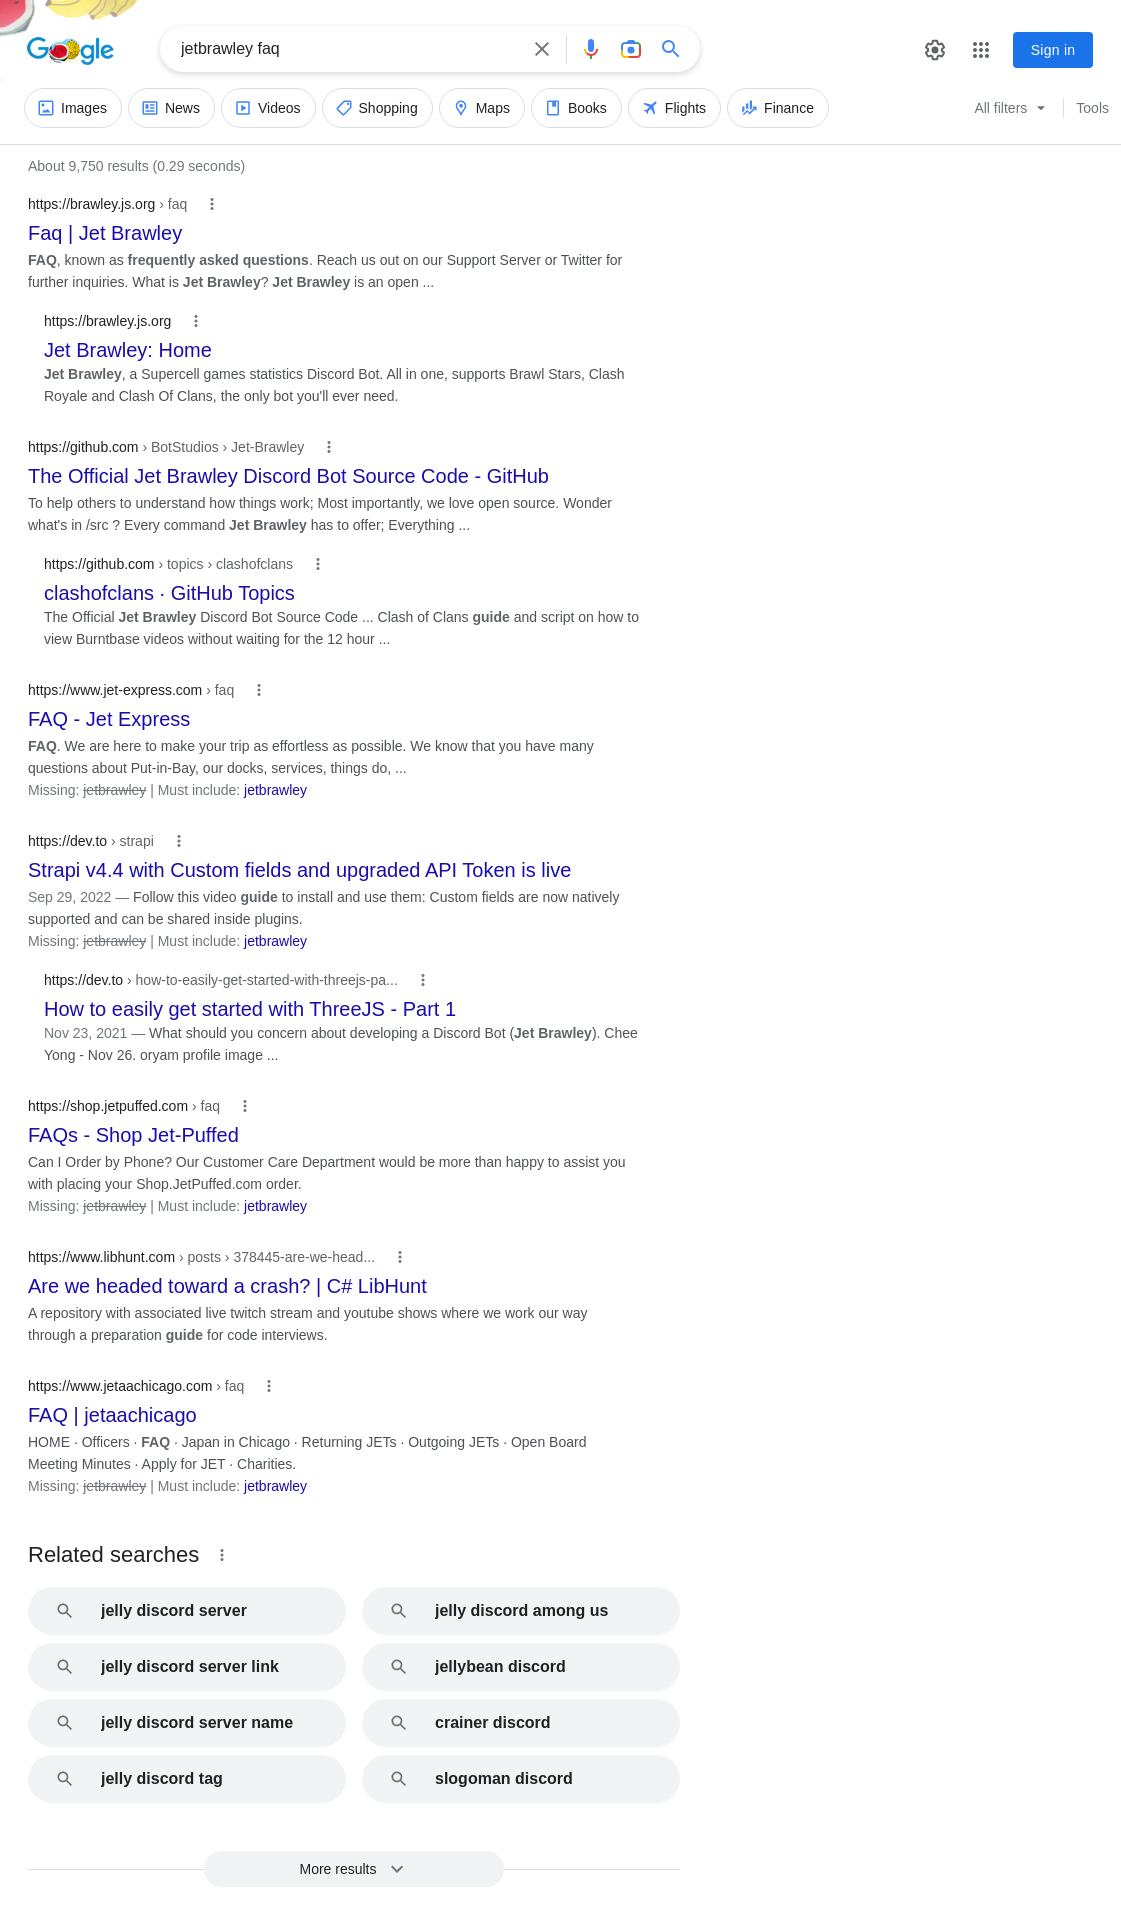 Google
jetbrawley faq
Sign in
Images
News
Videos
Shopping
Maps
Books
Flights
Finance
All filters
Tools
About 9,750 results (0.29 seconds)
https://brawley.js.org › faq
Faq | Jet Brawley
FAQ, known as frequently asked questions. Reach us out on our Support Server or Twitter for
further inquiries. What is Jet Brawley? Jet Brawley is an open ...
https://brawley.js.org
Jet Brawley: Home
Jet Brawley, a Supercell games statistics Discord Bot. All in one, supports Brawl Stars, Clash
Royale and Clash Of Clans, the only bot you'll ever need.
https://github.com › BotStudios › Jet-Brawley
The Official Jet Brawley Discord Bot Source Code - GitHub
To help others to understand how things work; Most importantly, we love open source. Wonder
what's in /src ? Every command Jet Brawley has to offer; Everything ...
https://github.com › topics › clashofclans
clashofclans · GitHub Topics
The Official Jet Brawley Discord Bot Source Code ... Clash of Clans guide and script on how to
view Burntbase videos without waiting for the 12 hour ...
https://www.jet-express.com › faq
FAQ - Jet Express
FAQ. We are here to make your trip as effortless as possible. We know that you have many
questions about Put-in-Bay, our docks, services, things do, ...
Missing: jetbrawley | Must include: jetbrawley
https://dev.to › strapi
Strapi v4.4 with Custom fields and upgraded API Token is live
Sep 29, 2022 — Follow this video guide to install and use them: Custom fields are now natively
supported and can be shared inside plugins.
Missing: jetbrawley | Must include: jetbrawley
https://dev.to › how-to-easily-get-started-with-threejs-pa...
How to easily get started with ThreeJS - Part 1
Nov 23, 2021 — What should you concern about developing a Discord Bot (Jet Brawley). Chee
Yong - Nov 26. oryam profile image ...
https://shop.jetpuffed.com › faq
FAQs - Shop Jet-Puffed
Can I Order by Phone? Our Customer Care Department would be more than happy to assist you
with placing your Shop.JetPuffed.com order.
Missing: jetbrawley | Must include: jetbrawley
https://www.libhunt.com › posts › 378445-are-we-head...
Are we headed toward a crash? | C# LibHunt
A repository with associated live twitch stream and youtube shows where we work our way
through a preparation guide for code interviews.
https://www.jetaachicago.com › faq
FAQ | jetaachicago
HOME · Officers · FAQ · Japan in Chicago · Returning JETs · Outgoing JETs · Open Board
Meeting Minutes · Apply for JET · Charities.
Missing: jetbrawley | Must include: jetbrawley
Related searches
jelly discord server
jelly discord among us
jelly discord server link
jellybean discord
jelly discord server name
crainer discord
jelly discord tag
slogoman discord
More results